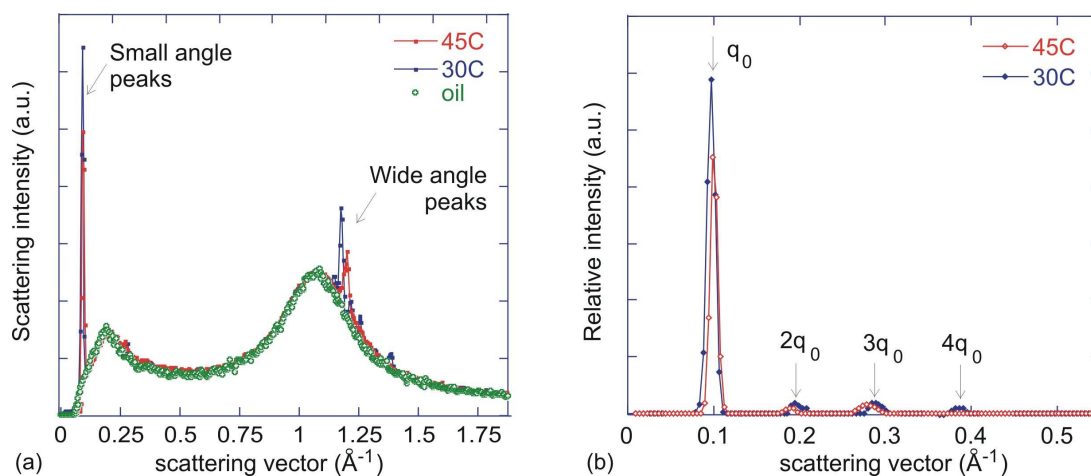 Small angle
peaks
45C
30C
oil
Wide angle
peaks
Scattering intensity (a.u.)
0 0.25 0.5 0.75 1 1.25 1.5 1.75
(a) scattering vector (Å⁻¹)
q₀
45C
30C
2q₀ 3q₀ 4q₀
Relative intensity (a.u.)
0 0.1 0.2 0.3 0.4 0.5
(b) scattering vector (Å⁻¹)